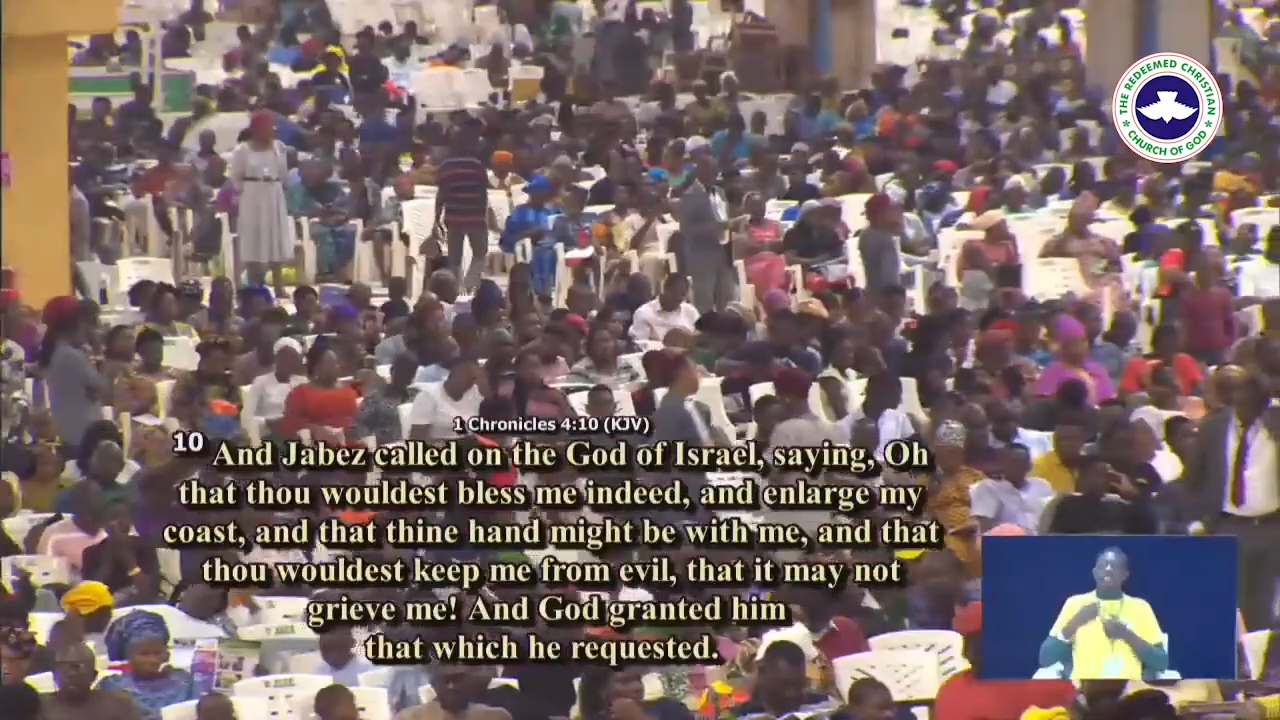 THE REDEEMED CHRISTIAN
CHURCH OF GOD
1 Chronicles 4:10 (KJV)
10 And Jabez called on the God of Israel, saying, Oh
that thou wouldest bless me indeed, and enlarge my
coast, and that thine hand might be with me, and that
thou wouldest keep me from evil, that it may not
grieve me! And God granted him
that which he requested.